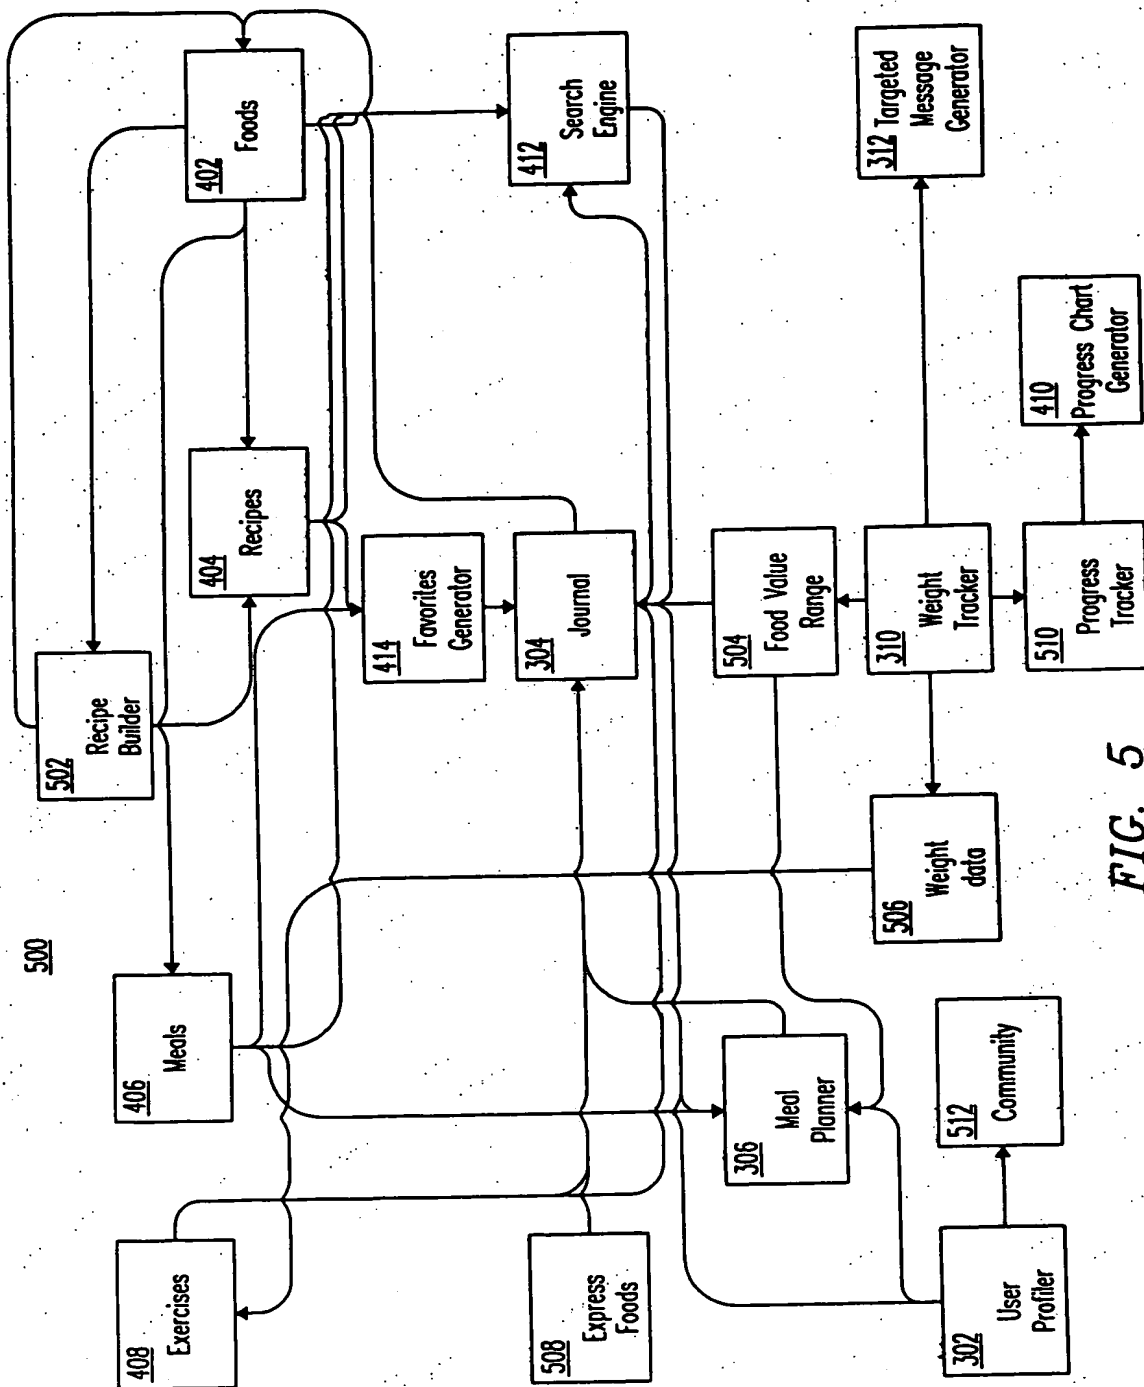 500
502
Recipe
Builder
408
Exercises
406
Meals
404
Recipes
402
Foods
414
Favorites
Generator
508
Express
Foods
304
Journal
412
Search
Engine
306
Meal
Planner
504
Food Value
Range
302
User
Profiler
512
Community
506
Weight
data
310
Weight
Tracker
312 Targeted
Message
Generator
510
Progress
Tracker
410
Progress Chart
Generator
FIG. 5